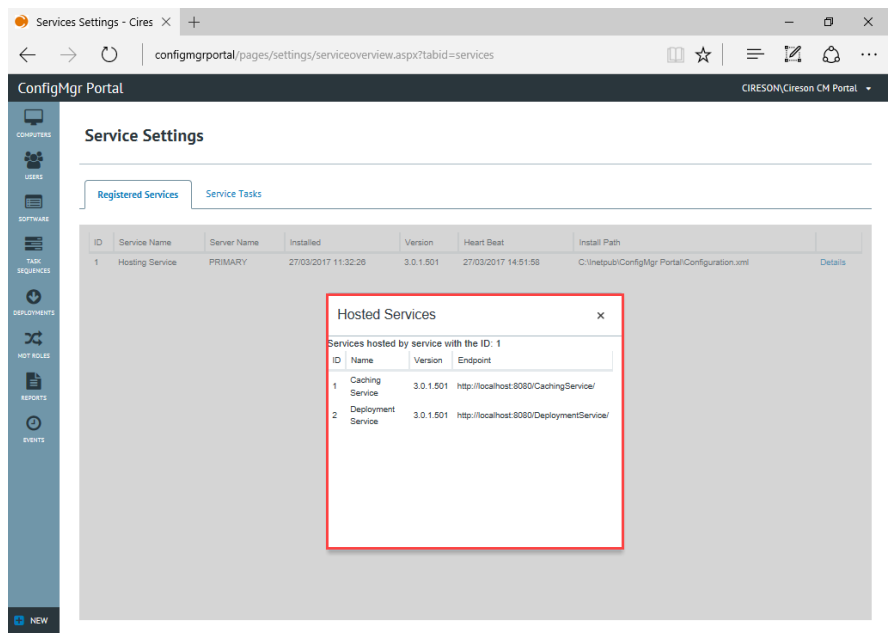 Services Settings - Cires
configmgrportal/pages/settings/serviceoverview.aspx?tabid=services
ConfigMgr Portal
CIRESON\Cireson CM Portal
COMPUTERS
USERS
SOFTWARE
TASK
SEQUENCES
DEPLOYMENTS
MDT ROLES
REPORTS
EVENTS
NEW
Service Settings
Registered Services Service Tasks
ID Service Name Server Name Installed Version Heart Beat Install Path
1 Hosting Service PRIMARY 27/03/2017 11:32:26 3.0.1.501 27/03/2017 14:51:58 C:\Inetpub\ConfigMgr Portal\Configuration.xml Details
Hosted Services
Services hosted by service with the ID: 1
ID Name Version Endpoint
1 Caching Service 3.0.1.501 http://localhost:8080/CachingService/
2 Deployment Service 3.0.1.501 http://localhost:8080/DeploymentService/